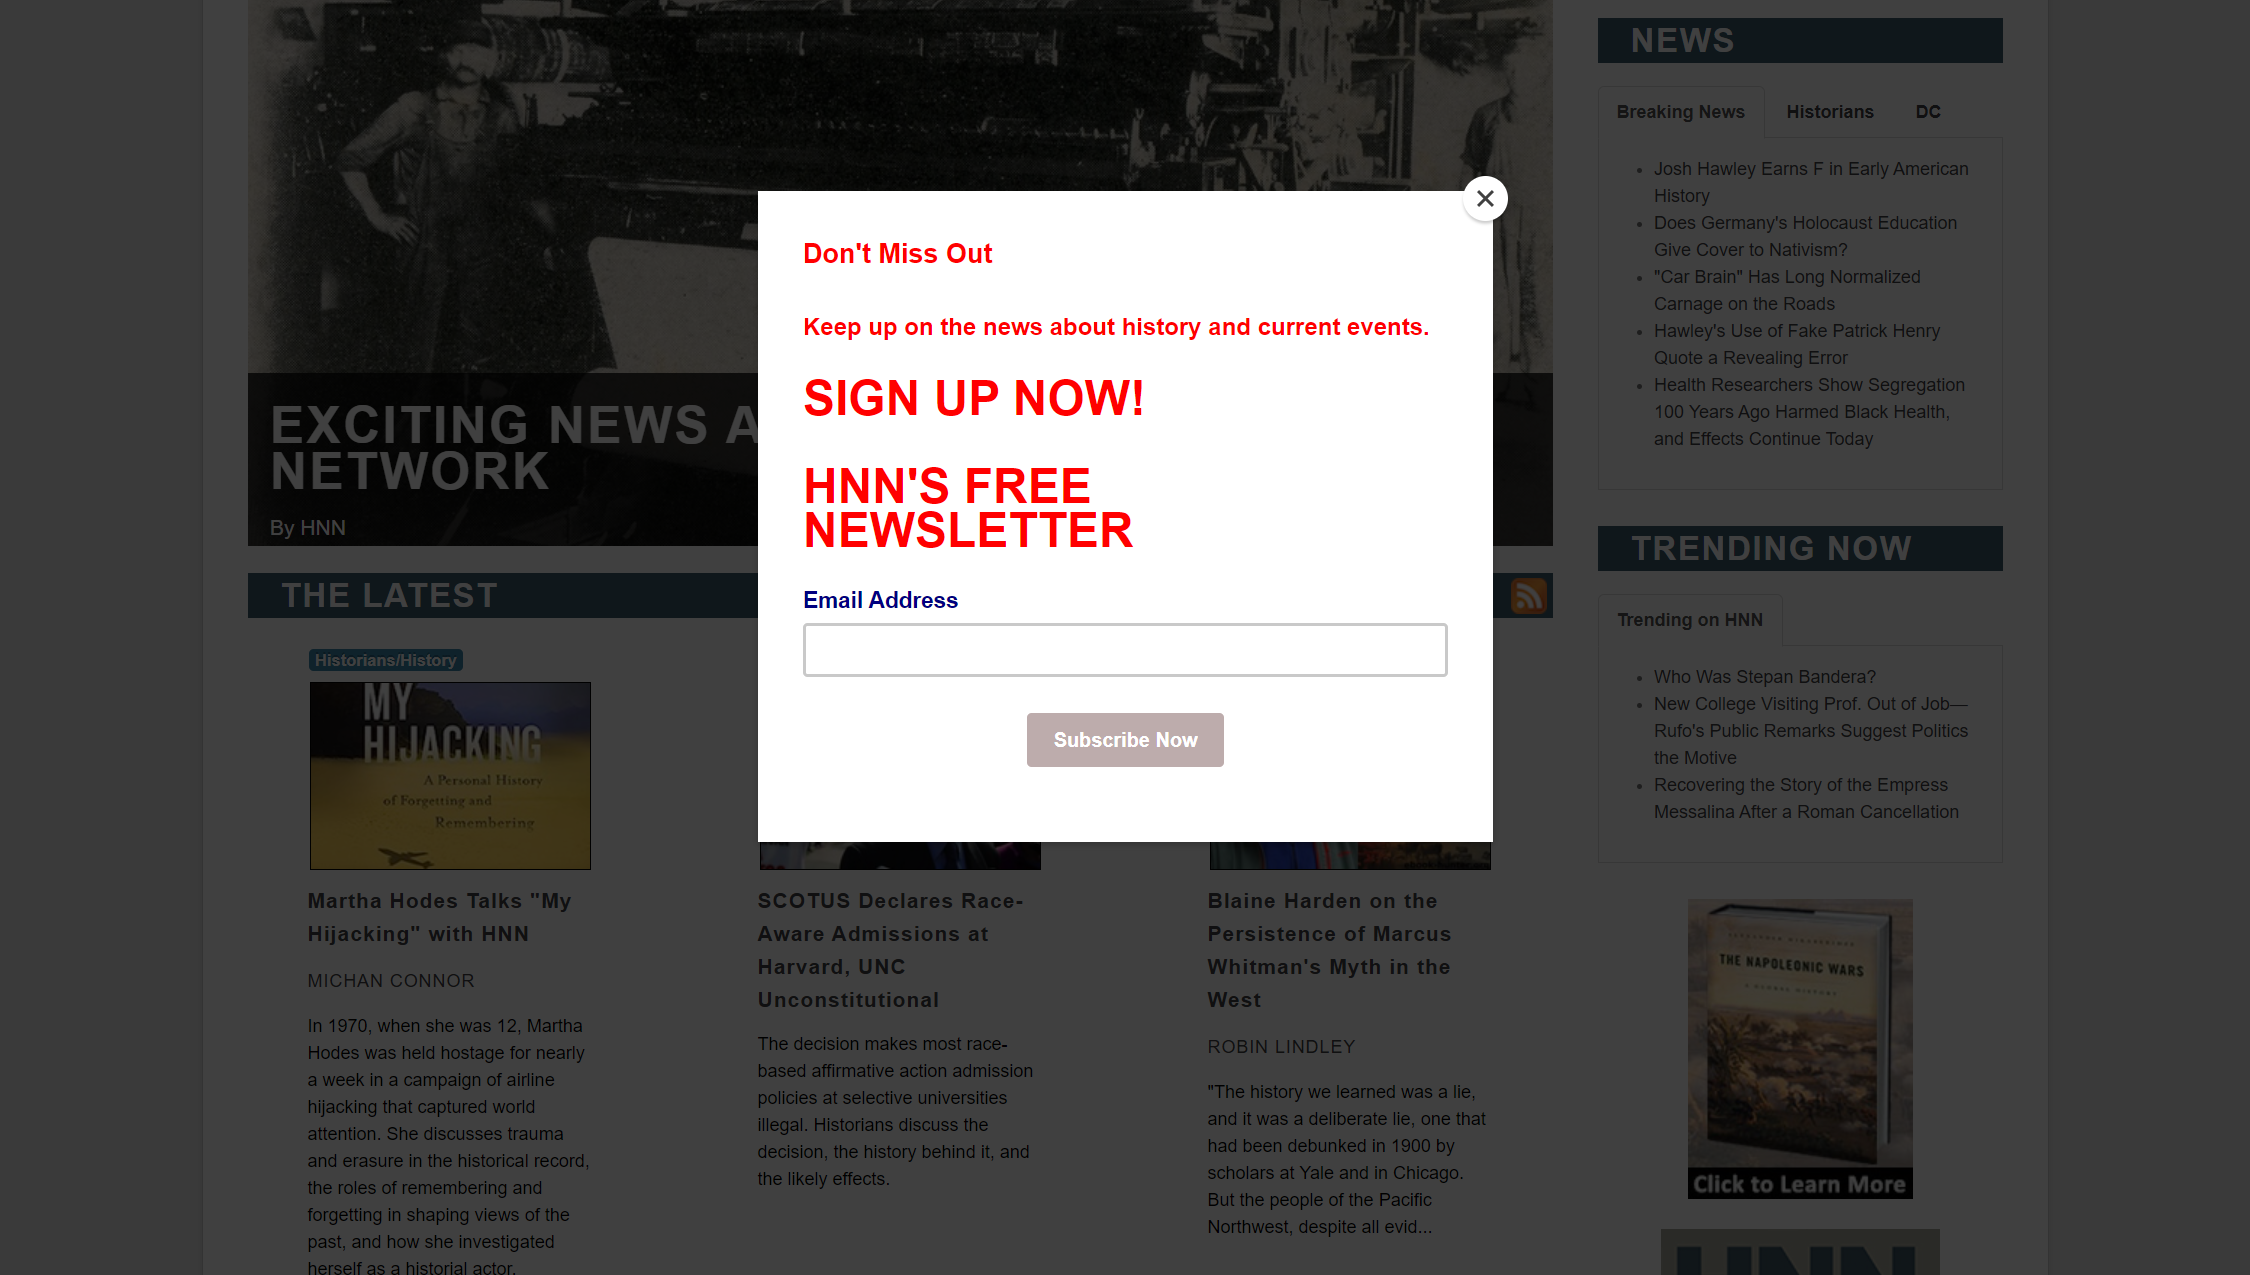 EXCITING NEWS A
NETWORK
By HNN
THE LATEST
Historians/History
MY
HIJACKING
A Personal History
of Forgetting and
Remembering
Martha Hodes Talks "My
Hijacking" with HNN
MICHAN CONNOR
In 1970, when she was 12, Martha
Hodes was held hostage for nearly
a week in a campaign of airline
hijacking that captured world
attention. She discusses trauma
and erasure in the historical record,
the roles of remembering and
forgetting in shaping views of the
past, and how she investigated
herself as a historial actor.
SCOTUS Declares Race-
Aware Admissions at
Harvard, UNC
Unconstitutional
The decision makes most race-
based affirmative action admission
policies at selective universities
illegal. Historians discuss the
decision, the history behind it, and
the likely effects.
Blaine Harden on the
Persistence of Marcus
Whitman's Myth in the
West
ROBIN LINDLEY
"The history we learned was a lie,
and it was a deliberate lie, one that
had been debunked in 1900 by
scholars at Yale and in Chicago.
But the people of the Pacific
Northwest, despite all evid...
Don't Miss Out
Keep up on the news about history and current events.
SIGN UP NOW!
HNN'S FREE
NEWSLETTER
Email Address
Subscribe Now
NEWS
Breaking News Historians DC
Josh Hawley Earns F in Early American
History
Does Germany's Holocaust Education
Give Cover to Nativism?
"Car Brain" Has Long Normalized
Carnage on the Roads
Hawley's Use of Fake Patrick Henry
Quote a Revealing Error
Health Researchers Show Segregation
100 Years Ago Harmed Black Health,
and Effects Continue Today
TRENDING NOW
Trending on HNN
Who Was Stepan Bandera?
New College Visiting Prof. Out of Job—
Rufo's Public Remarks Suggest Politics
the Motive
Recovering the Story of the Empress
Messalina After a Roman Cancellation
THE NAPOLEONIC WARS
Click to Learn More
HNN